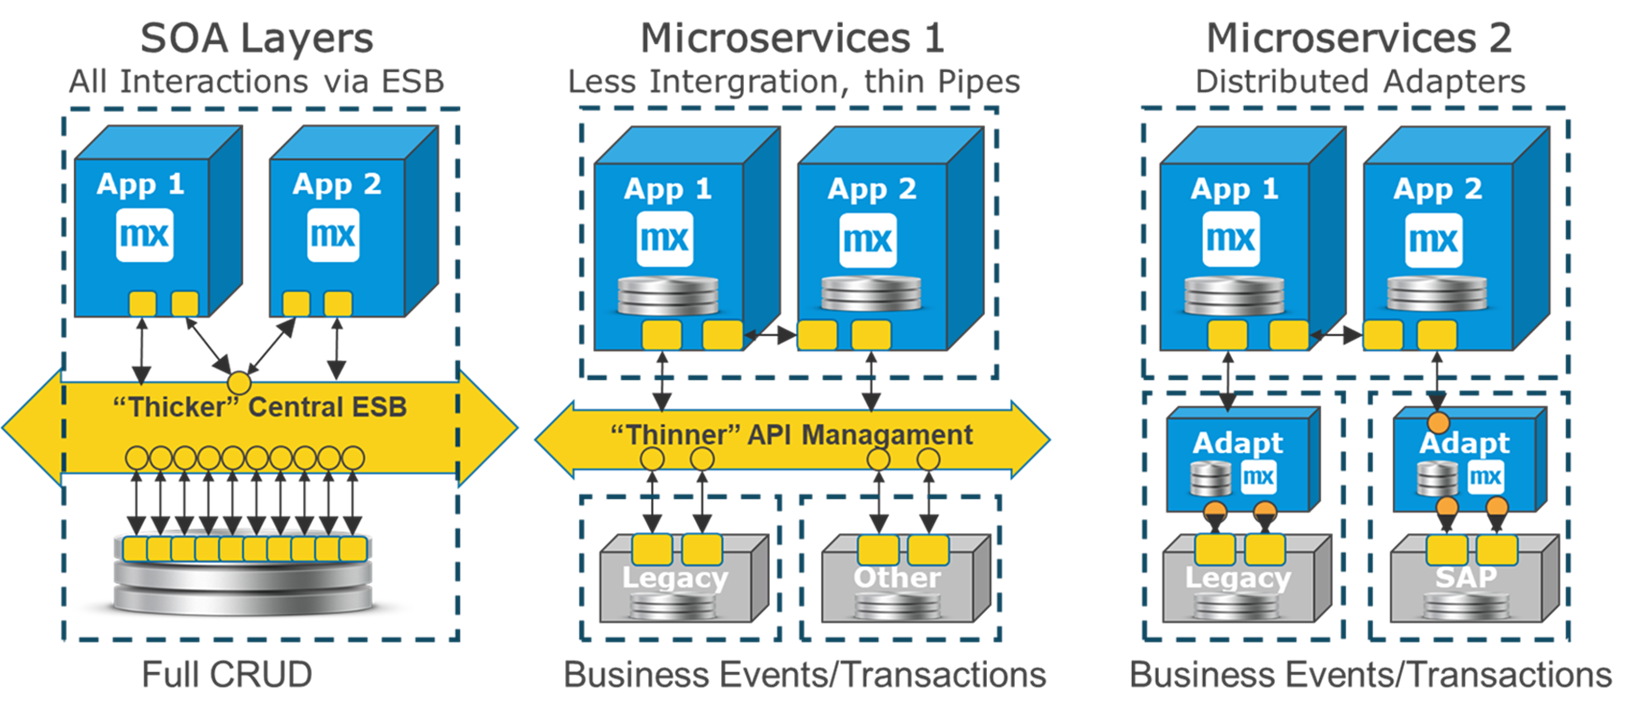 SOA Layers
All Interactions via ESB
App 1
mx
App 2
mx
“Thicker” Central ESB
Full CRUD
Microservices 1
Less Intergration, thin Pipes
App 1
mx
App 2
mx
“Thinner” API Managament
Legacy
Other
Business Events/Transactions
Microservices 2
Distributed Adapters
App 1
mx
App 2
mx
Adapt
mx
Adapt
mx
Legacy
SAP
Business Events/Transactions